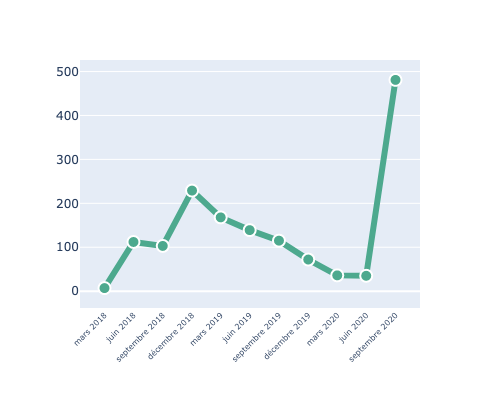 500
400
300
200
100
0
mars 2018
juin 2018
septembre 2018
décembre 2018
mars 2019
juin 2019
septembre 2019
décembre 2019
mars 2020
juin 2020
septembre 2020